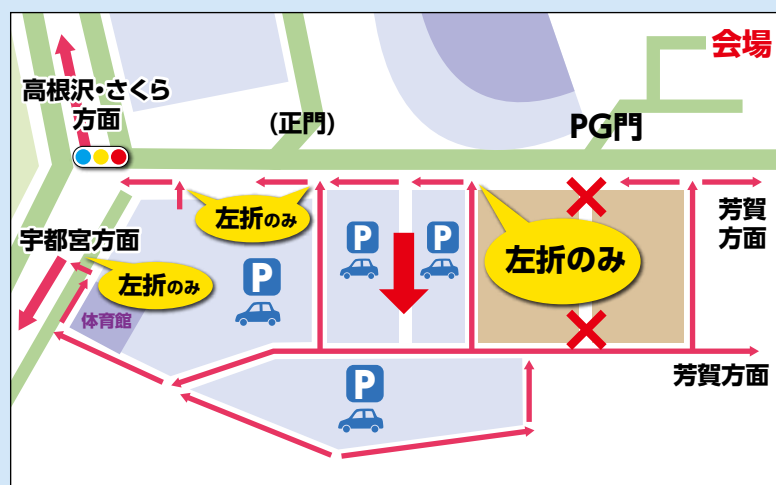 会場
高根沢・さくら
方面
(正門)
PG門
左折のみ
芳賀
方面
宇都宮方面
左折のみ
左折のみ
P
P
P
体育館
P
芳賀方面